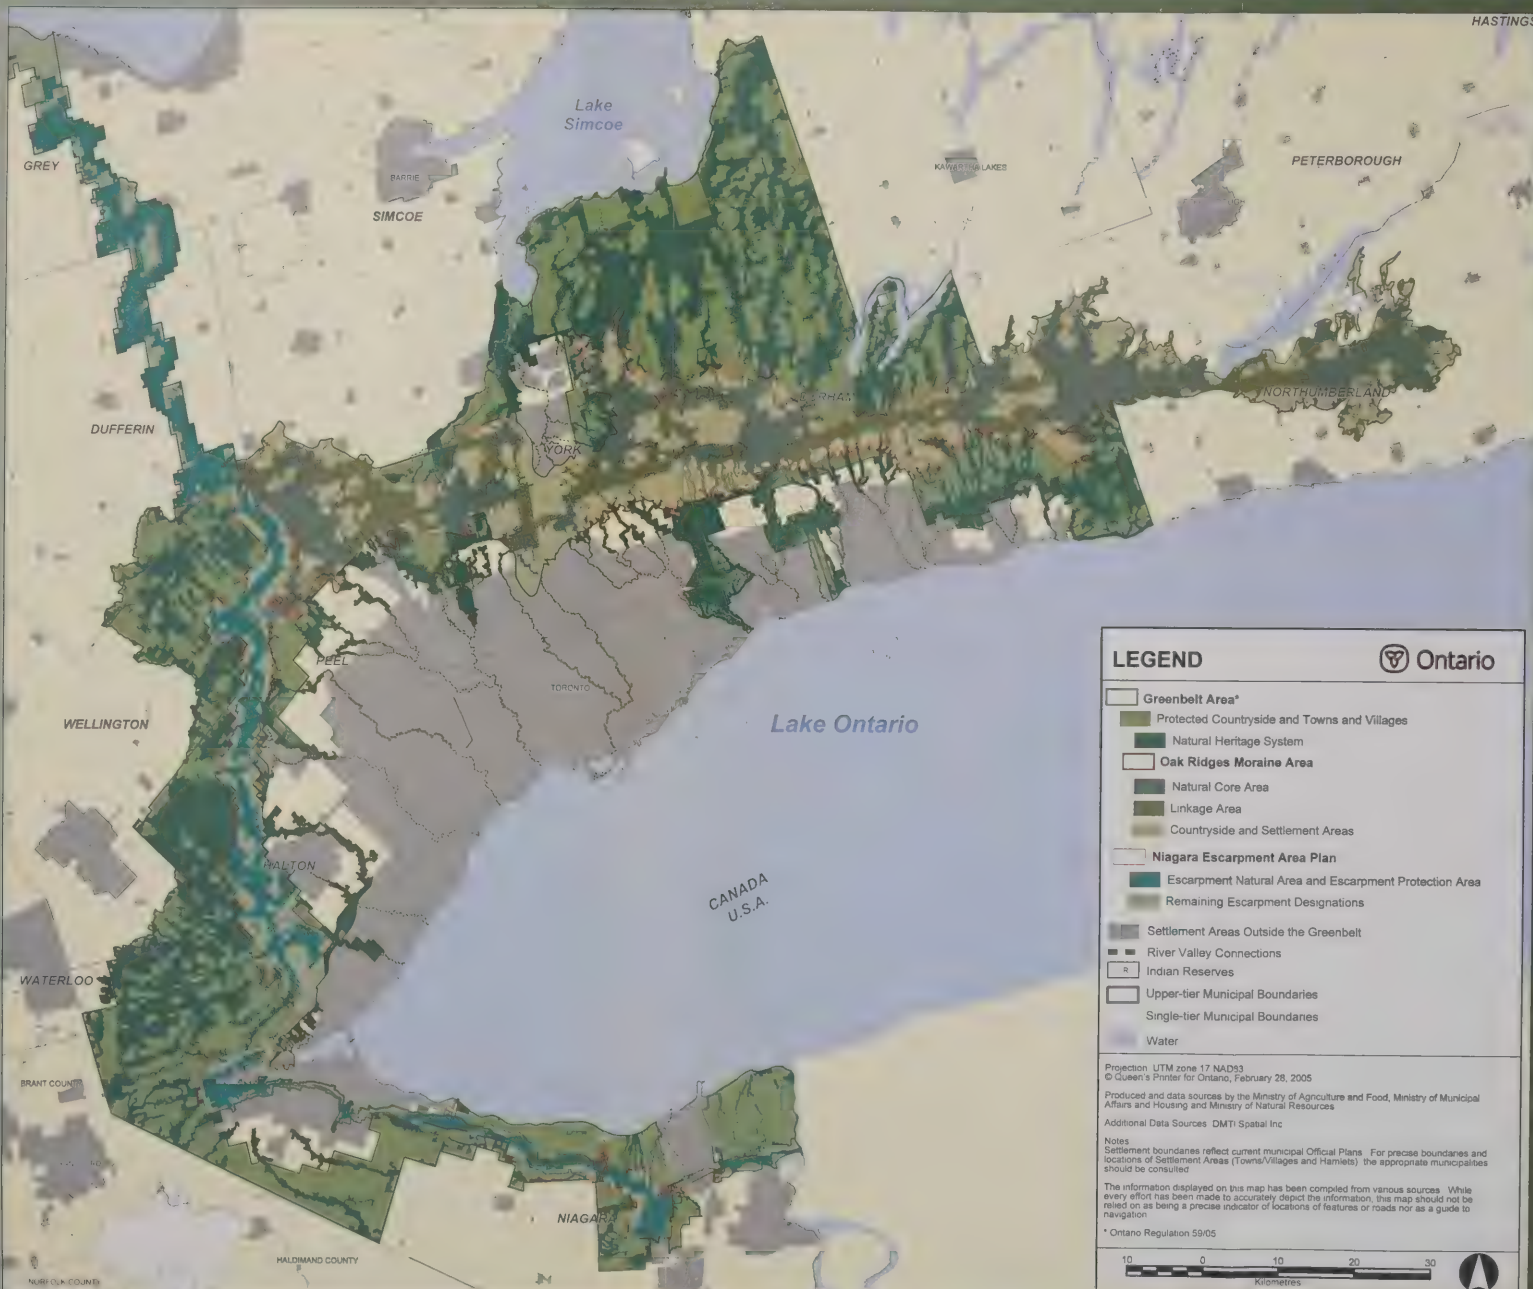 HASTINGS
Lake
Simcoe
GREY
BARRIE
KAWARTHA LAKES
PETERBOROUGH
SIMCOE
DURHAM
NORTHUMBERLAND
DUFFERIN
YORK
PEEL
TORONTO
WELLINGTON
Lake Ontario
HALTON
CANADA
U.S.A.
WATERLOO
BRANT COUNTY
NIAGARA
HALDIMAND COUNTY
NORFOLK COUNTY
LEGEND
Ontario
Greenbelt Area*
Protected Countryside and Towns and Villages
Natural Heritage System
Oak Ridges Moraine Area
Natural Core Area
Linkage Area
Countryside and Settlement Areas
Niagara Escarpment Area Plan
Escarpment Natural Area and Escarpment Protection Area
Remaining Escarpment Designations
Settlement Areas Outside the Greenbelt
River Valley Connections
R Indian Reserves
Upper-tier Municipal Boundaries
Single-tier Municipal Boundaries
Water
Projection UTM zone 17 NAD83
© Queen's Printer for Ontario, February 28, 2005
Produced and data sources by the Ministry of Agriculture and Food, Ministry of Municipal
Affairs and Housing and Ministry of Natural Resources
Additional Data Sources DMTI Spatial Inc
Notes
Settlement boundaries reflect current municipal Official Plans For precise boundaries and
locations of Settlement Areas (Towns/Villages and Hamlets) the appropriate municipalities
should be consulted
The information displayed on this map has been compiled from various sources While
every effort has been made to accurately depict the information, this map should not be
relied on as being a precise indicator of locations of features or roads nor as a guide to
navigation
* Ontario Regulation 59/05
10 0 10 20 30
Kilometres